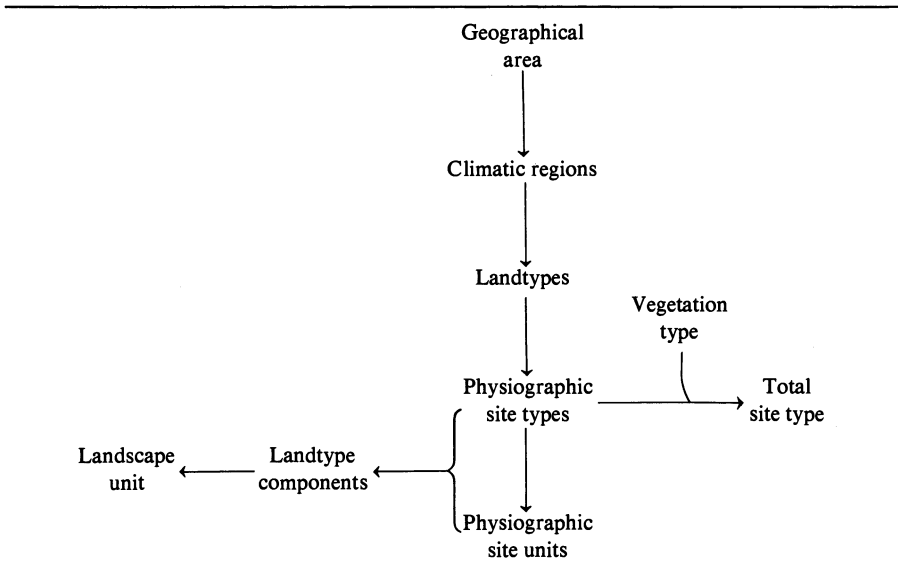 Geographical
area
Climatic regions
Landtypes
Vegetation
type
Physiographic
site types
Total
site type
Landscape
unit
Landtype
components
Physiographic
site units